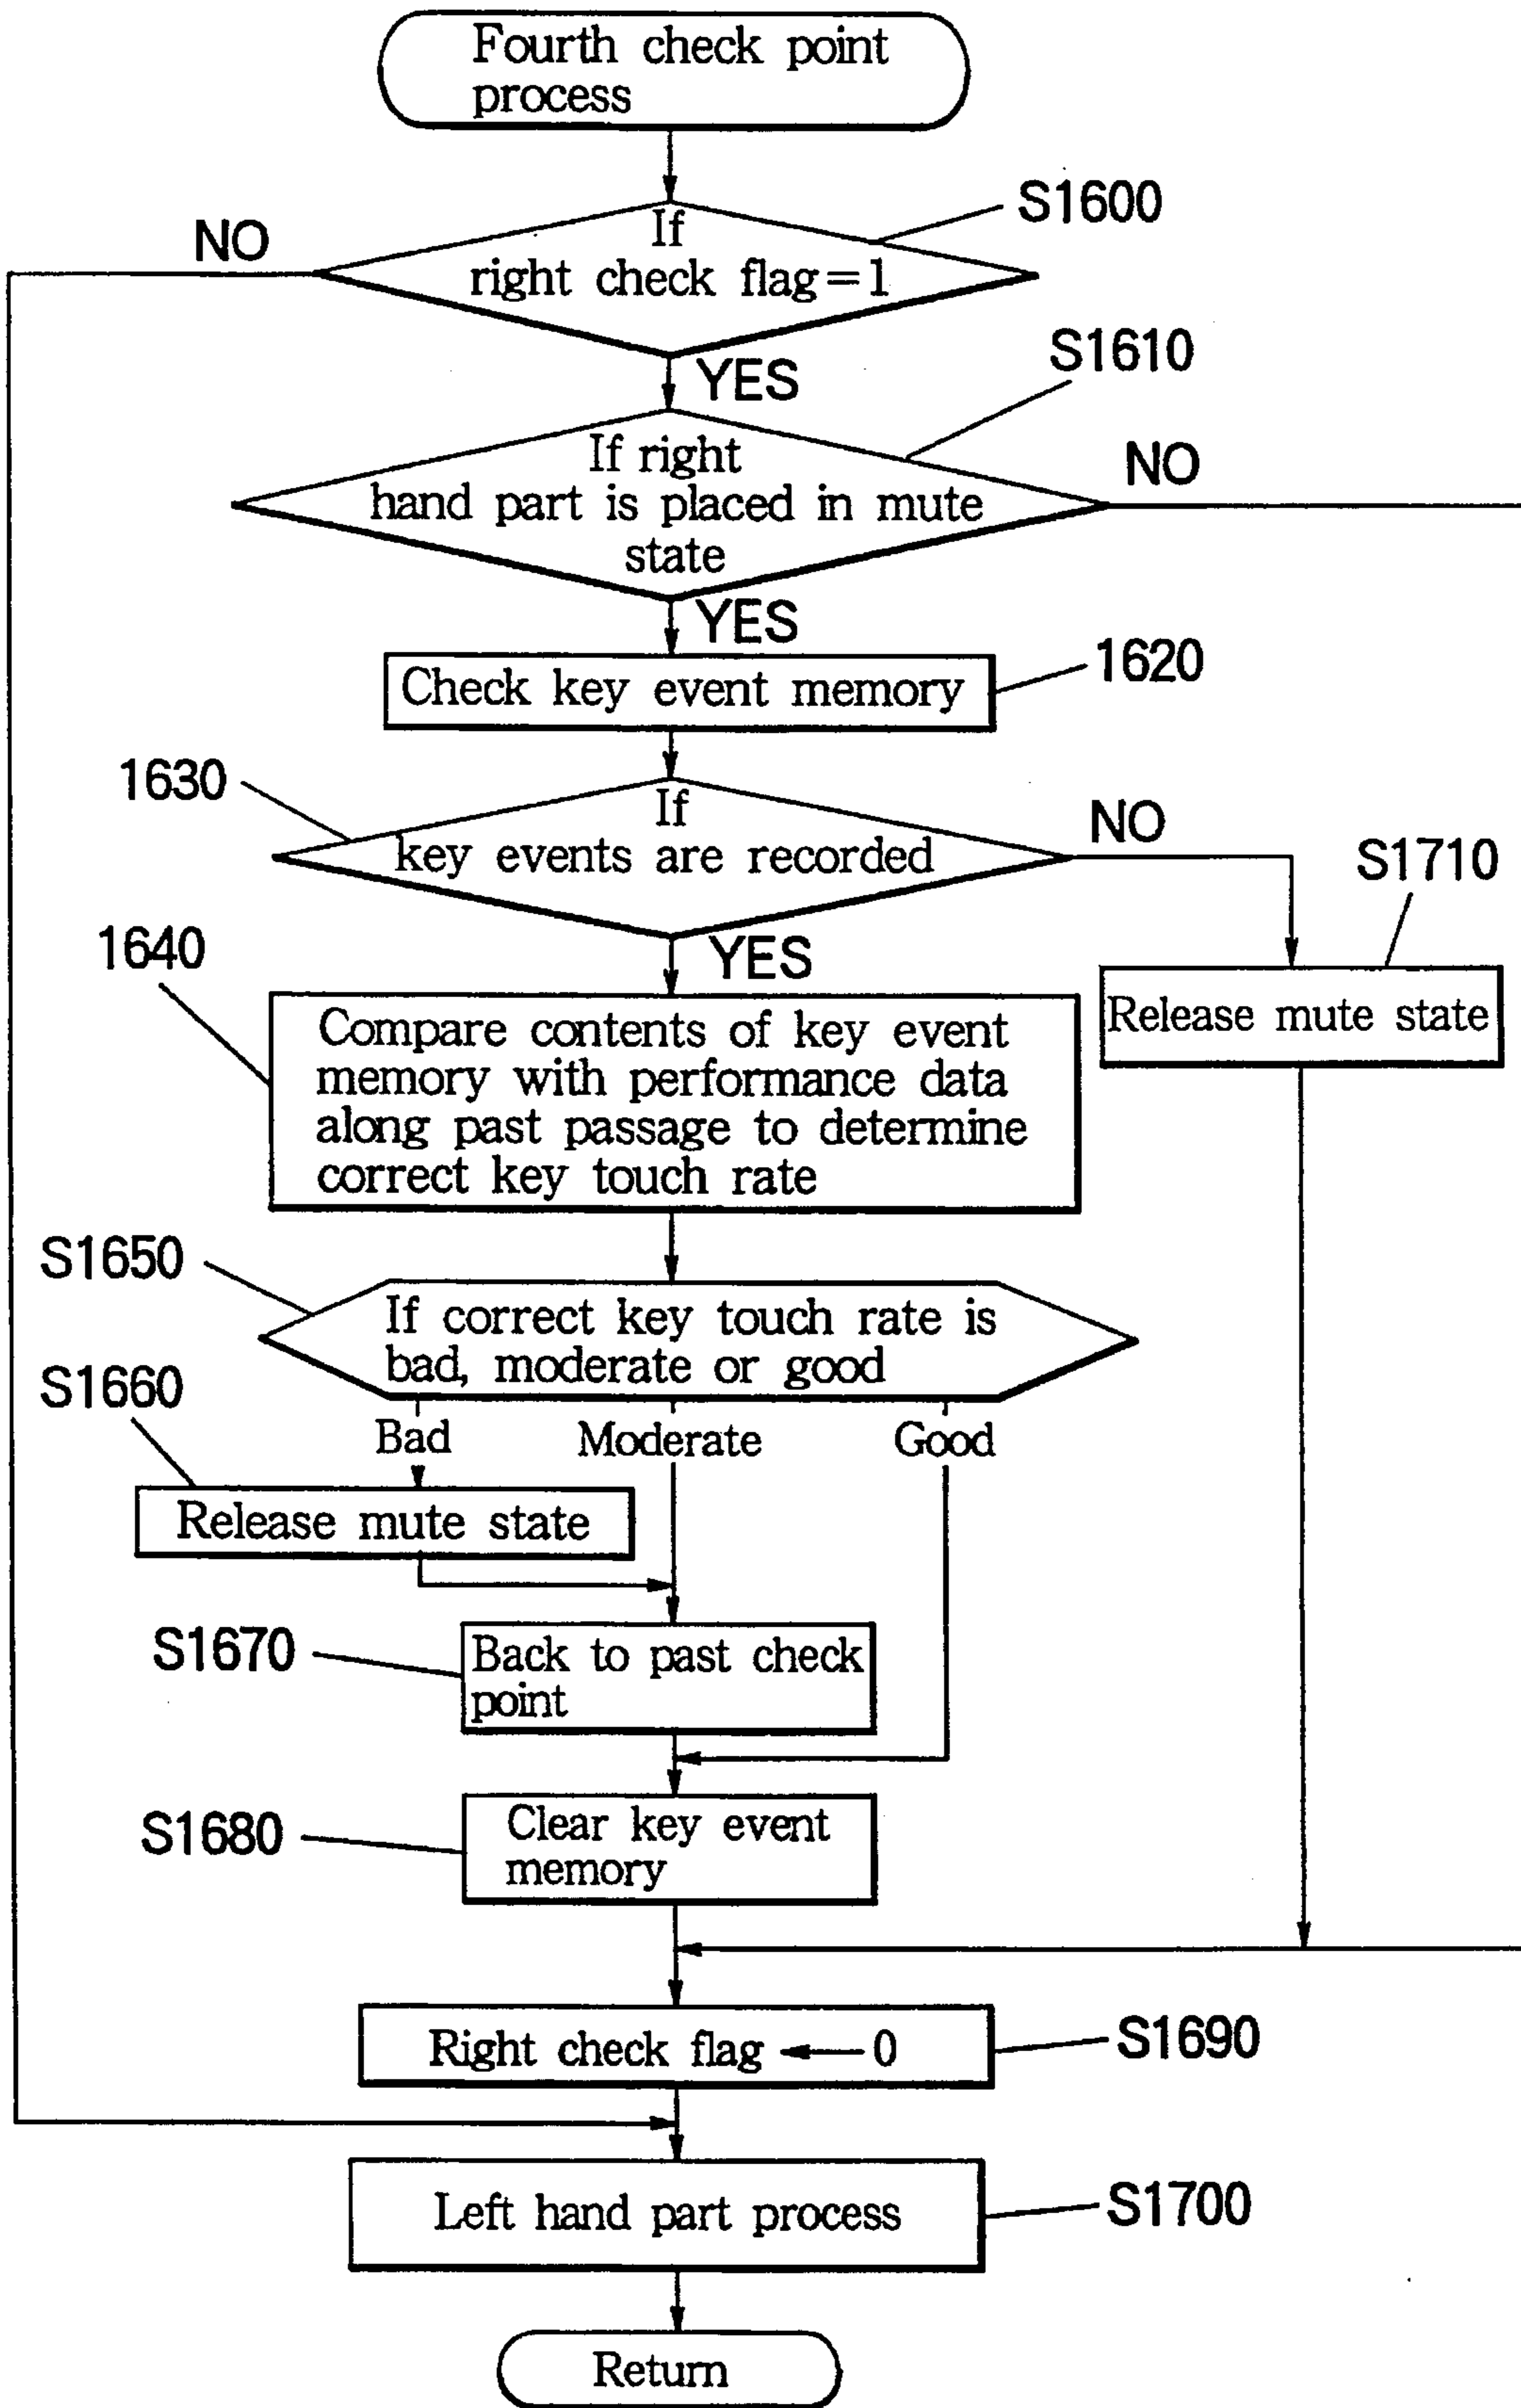 Fourth check point
process
S1600
NO
If
right check flag=1
YES
S1610
If right
hand part is placed in mute
state
NO
YES
1620
Check key event memory
1630
If
key events are recorded
NO
S1710
1640
YES
Release mute state
Compare contents of key event
memory with performance data
along past passage to determine
correct key touch rate
S1650
If correct key touch rate is
bad, moderate or good
S1660
Bad
Moderate
Good
Release mute state
S1670
Back to past check
point
S1680
Clear key event
memory
Right check flag ← 0
S1690
Left hand part process
S1700
Return